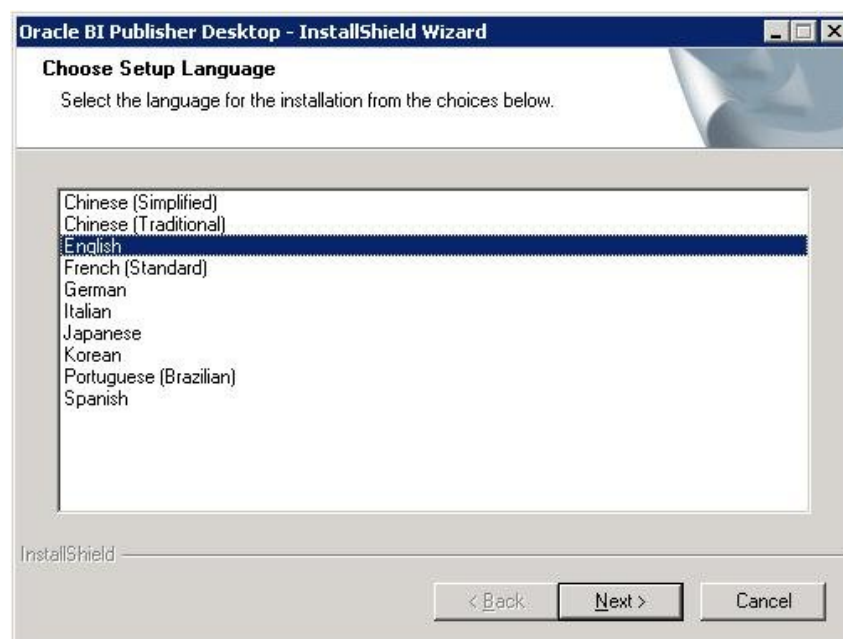 Oracle BI Publisher Desktop - InstallShield Wizard
Choose Setup Language
Select the language for the installation from the choices below.
Chinese (Simplified)
Chinese (Traditional)
English
French (Standard)
German
Italian
Japanese
Korean
Portuguese (Brazilian)
Spanish
InstallShield
< Back Next > Cancel